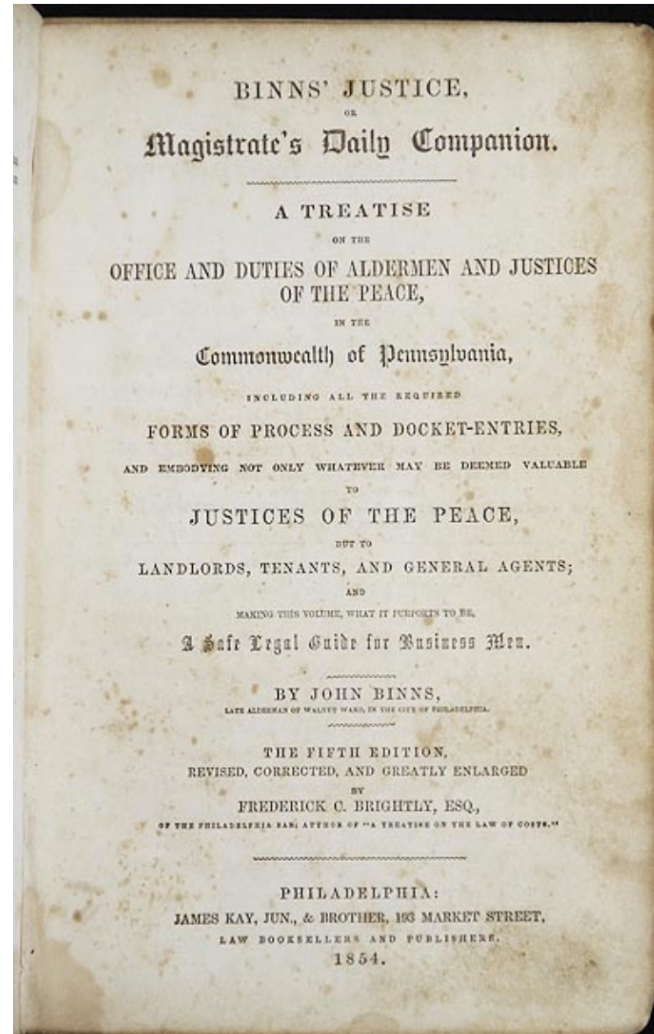 BINNS' JUSTICE,
OR
Magistrate's Daily Companion.
A TREATISE
ON THE
OFFICE AND DUTIES OF ALDERMEN AND JUSTICES
OF THE PEACE,
IN THE
Commonwealth of Pennsylvania,
INCLUDING ALL THE REQUIRED
FORMS OF PROCESS AND DOCKET-ENTRIES,
AND EMBODYING NOT ONLY WHATEVER MAY BE DEEMED VALUABLE
TO
JUSTICES OF THE PEACE,
BUT TO
LANDLORDS, TENANTS, AND GENERAL AGENTS;
AND
MAKING THIS VOLUME, WHAT IT PURPORTS TO BE,
A Safe Legal Guide for Business Men.
BY JOHN BINNS,
LATE ALDERMAN OF WALNUT WARD, IN THE CITY OF PHILADELPHIA.
THE FIFTH EDITION,
REVISED, CORRECTED, AND GREATLY ENLARGED
BY
FREDERICK C. BRIGHTLY, ESQ.,
OF THE PHILADELPHIA BAR; AUTHOR OF "A TREATISE ON THE LAW OF COSTS."
PHILADELPHIA:
JAMES KAY, JUN., & BROTHER, 193 MARKET STREET,
LAW BOOKSELLERS AND PUBLISHERS.
1854.